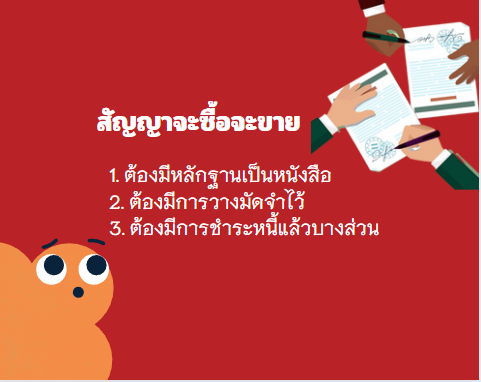 สัญญาจะซื้อจะขาย
1. ต้องมีหลักฐานเป็นหนังสือ
2. ต้องมีการวางมัดจำไว้
3. ต้องมีการชำระหนี้แล้วบางส่วน